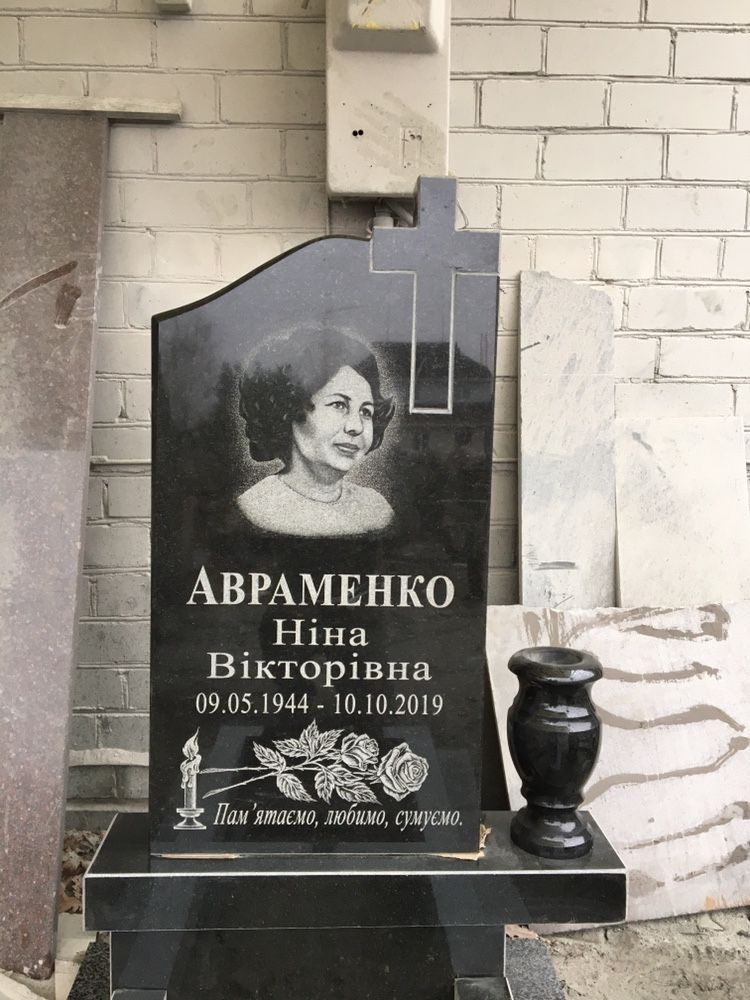 АВРАМЕНКО
Ніна
Вікторівна
09.05.1944 - 10.10.2019
Пам'ятаємо, любимо, сумуємо.